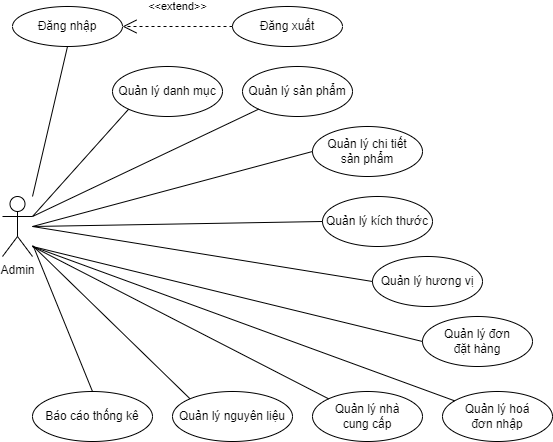 <<extend>>
Đăng nhập
Đăng xuất
Quản lý danh mục
Quản lý sản phẩm
Quản lý chi tiết
sản phẩm
Quản lý kích thước
Admin
Quản lý hương vị
Quản lý đơn
đặt hàng
Báo cáo thống kê
Quản lý nguyên liệu
Quản lý nhà
cung cấp
Quản lý hoá
đơn nhập